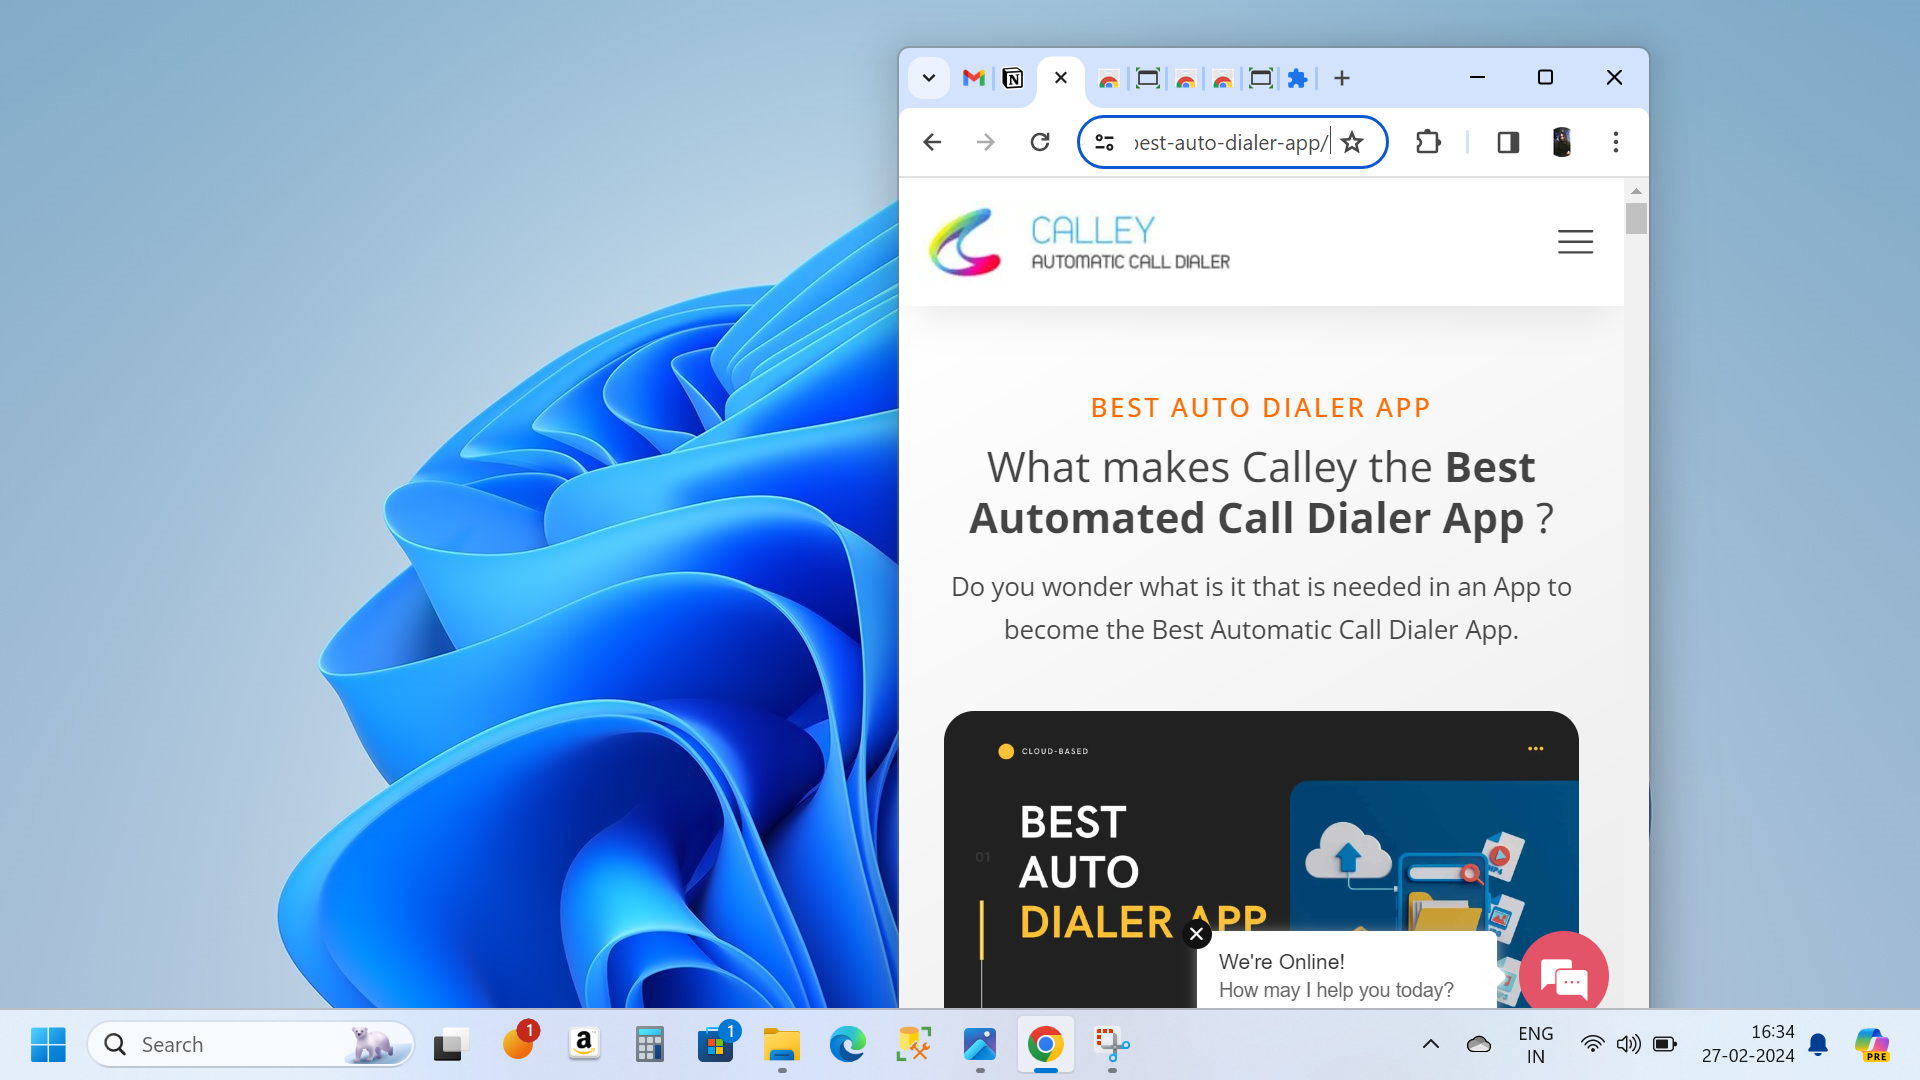 best-auto-dialer-app/
CALLEY
AUTOMATIC CALL DIALER
BEST AUTO DIALER APP
What makes Calley the Best
Automated Call Dialer App ?
Do you wonder what is it that is needed in an App to
become the Best Automatic Call Dialer App.
CLOUD-BASED
BEST
AUTO
DIALER APP
01
MP4
We're Online!
How may I help you today?
Search
1
a
1
ENG
IN
16:34
27-02-2024
PRE